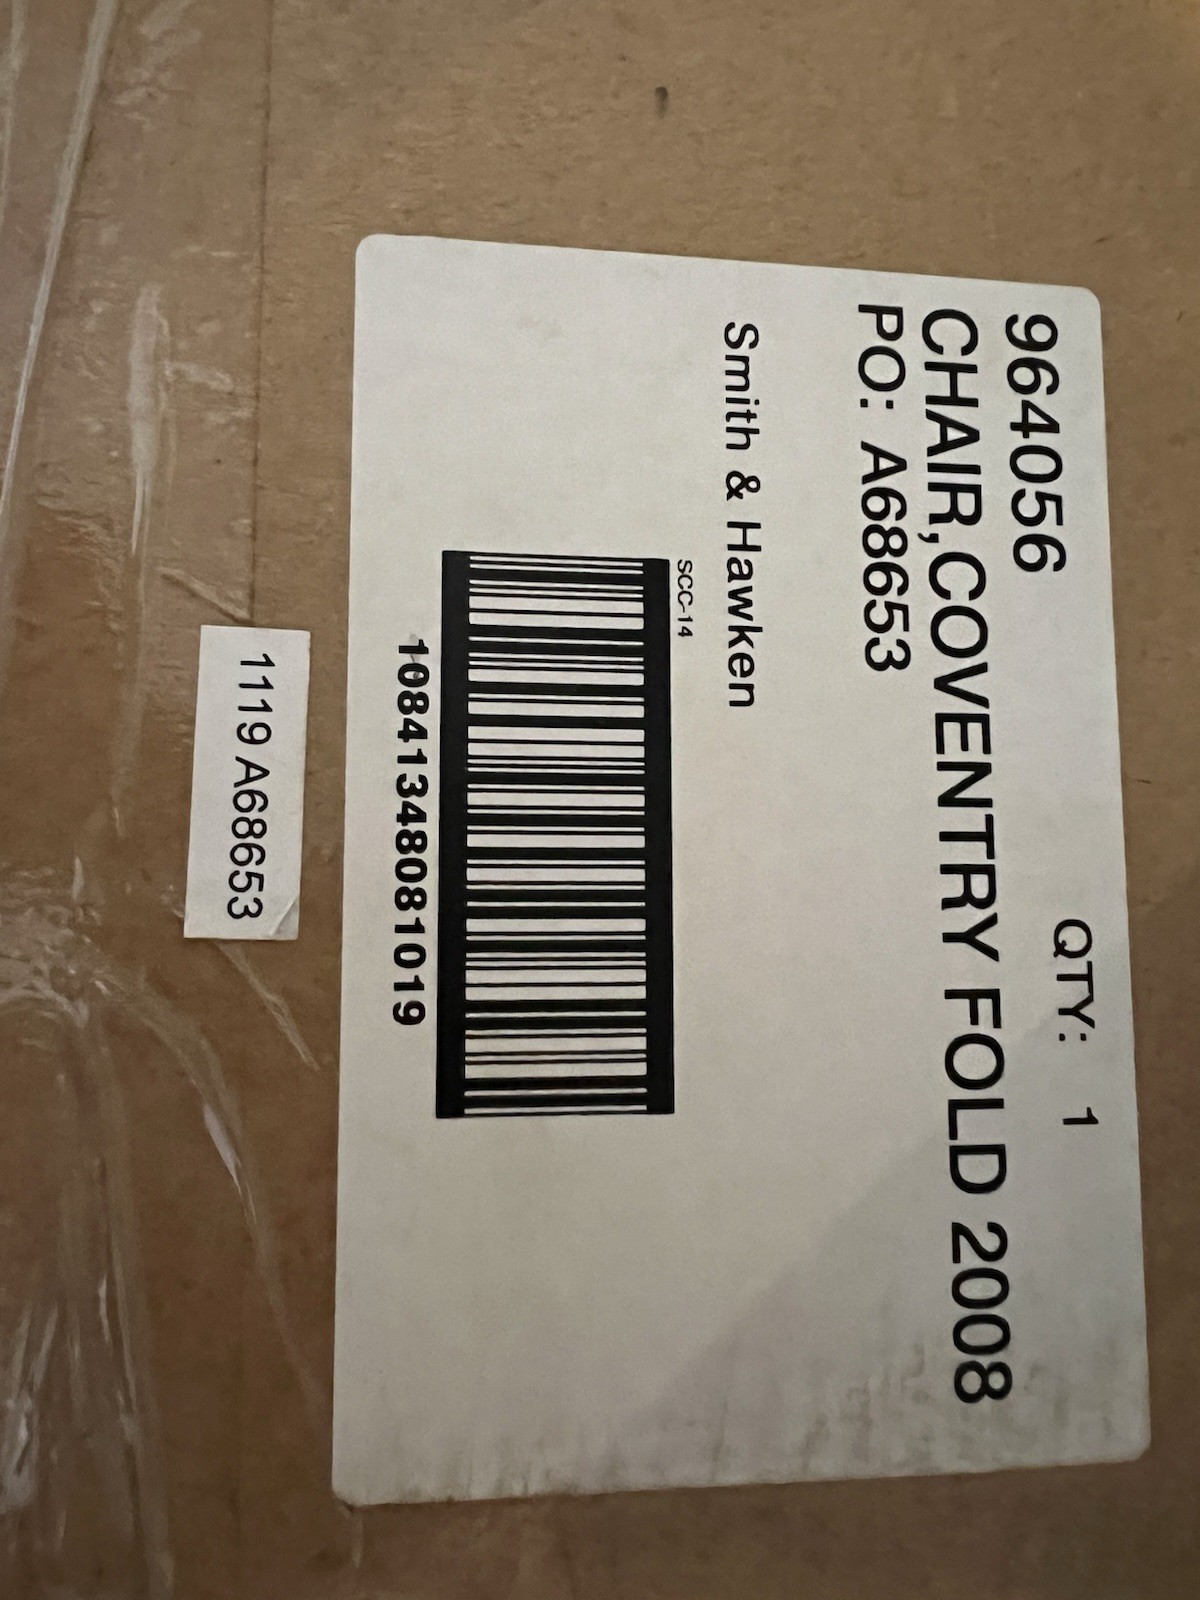 964056 QTY: 1
CHAIR,COVENTRY FOLD 2008
PO: A68653
Smith & Hawken
SCC-14
10841348081019
1119 A68653